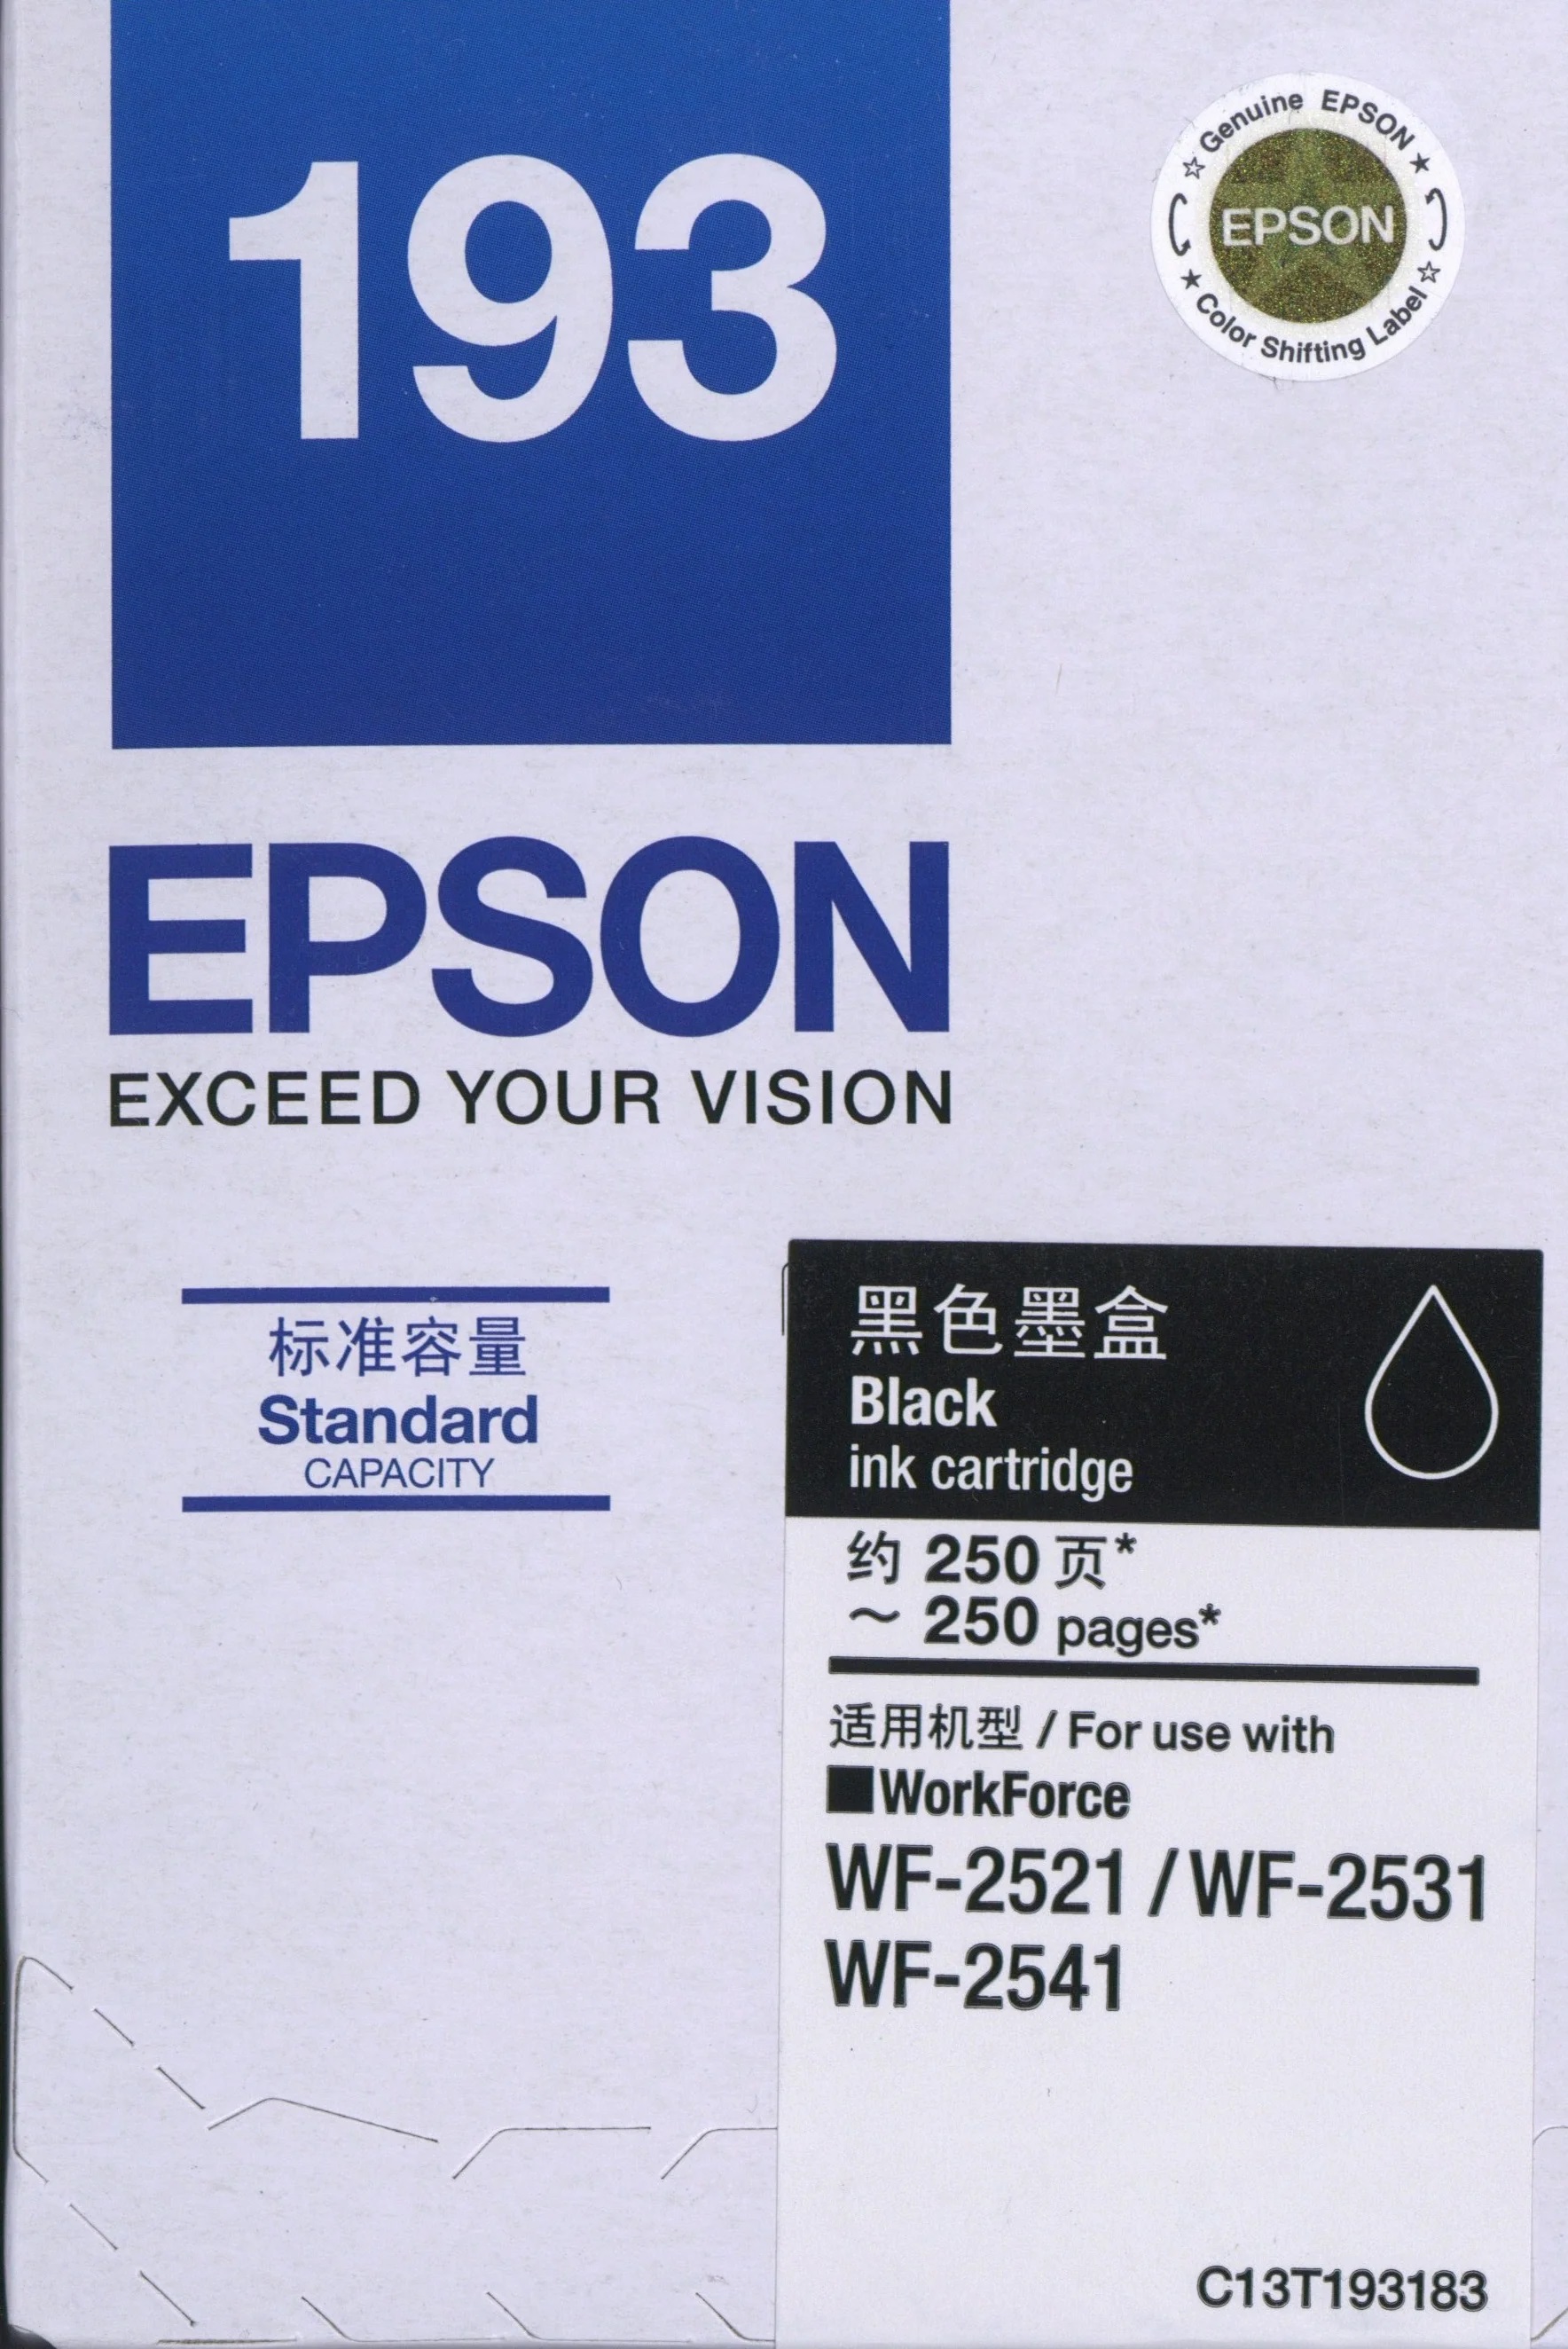 193
☆ Genuine EPSON ★
EPSON
★ Color Shifting Label ☆
EPSON
EXCEED YOUR VISION
标准容量
Standard
CAPACITY
黑色墨盒
Black
ink cartridge
约 250 页*
~ 250 pages*
适用机型 / For use with
■WorkForce
WF-2521 / WF-2531
WF-2541
C13T193183